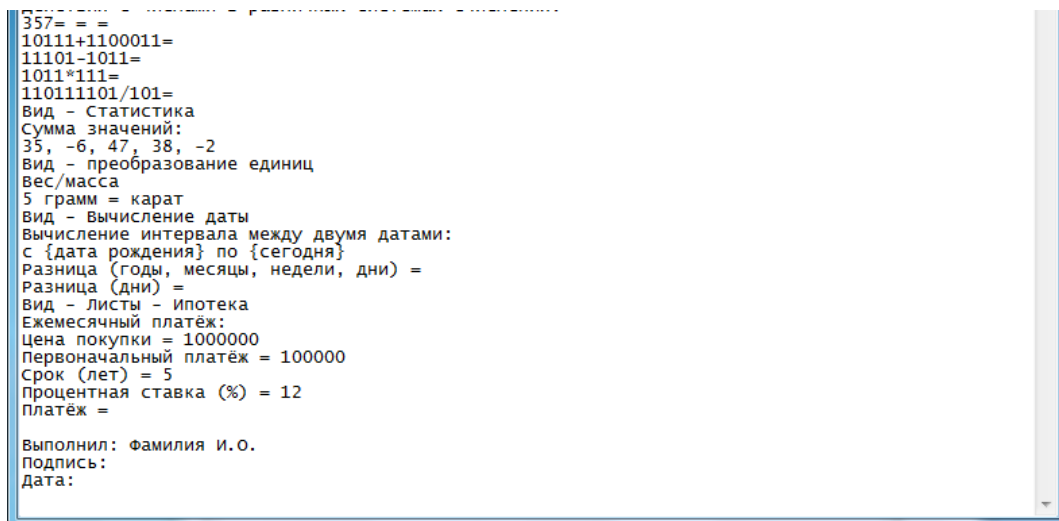 357= = =
10111+1100011=
11101-1011=
1011*111=
110111101/101=
Вид - Статистика
Сумма значений:
35, -6, 47, 38, -2
Вид - преобразование единиц
Вес/масса
5 грамм = карат
Вид - Вычисление даты
Вычисление интервала между двумя датами:
с {дата рождения} по {сегодня}
Разница (годы, месяцы, недели, дни) =
Разница (дни) =
Вид - Листы - Ипотека
Ежемесячный платёж:
Цена покупки = 1000000
Первоначальный платёж = 100000
Срок (лет) = 5
Процентная ставка (%) = 12
Платёж =
Выполнил: Фамилия И.О.
Подпись:
Дата: